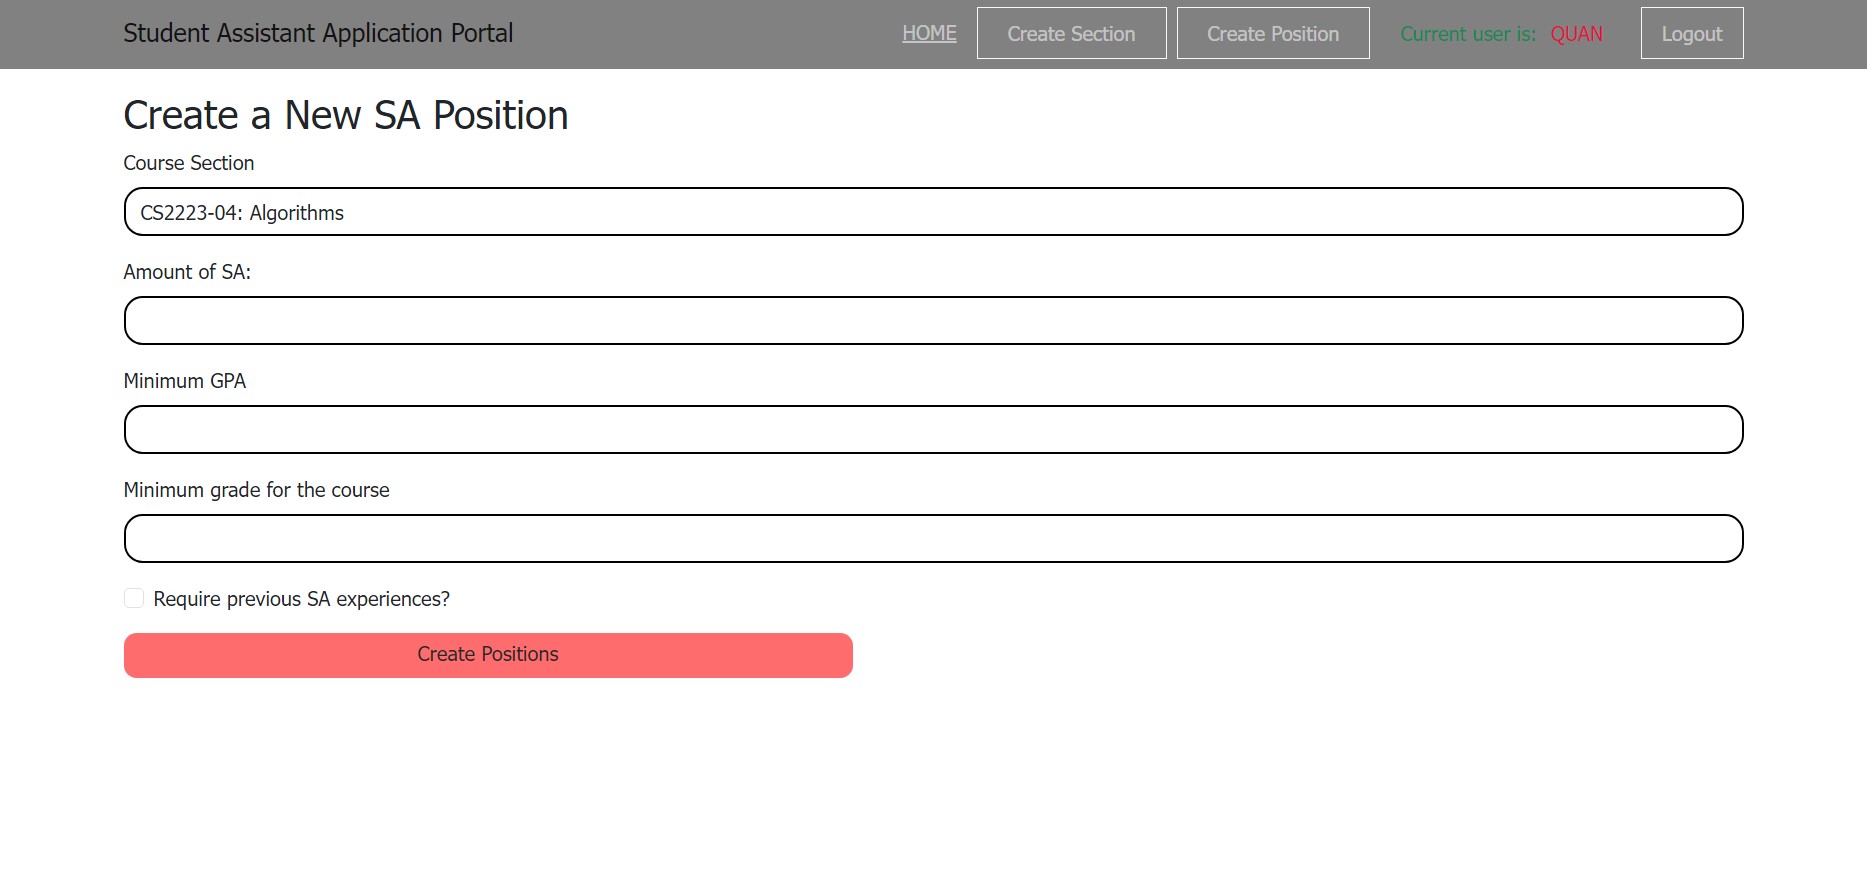 Student Assistant Application Portal HOME Create Section Create Position Current user is: QUAN Logout
Create a New SA Position
Course Section
CS2223-04: Algorithms
Amount of SA:
Minimum GPA
Minimum grade for the course
Require previous SA experiences?
Create Positions